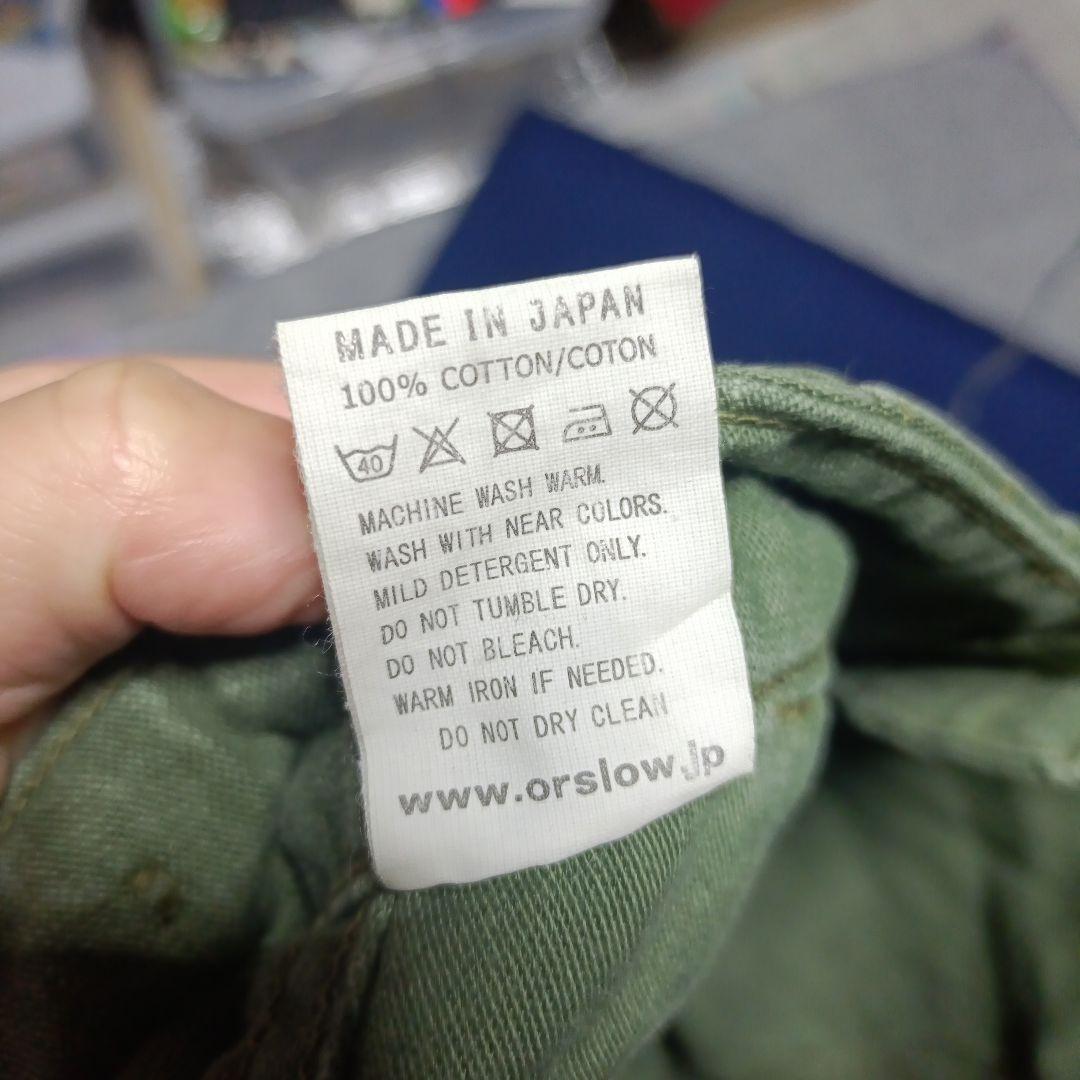 MADE IN JAPAN
100% COTTON/COTON
40
MACHINE WASH WARM.
WASH WITH NEAR COLORS.
MILD DETERGENT ONLY.
DO NOT TUMBLE DRY.
DO NOT BLEACH.
WARM IRON IF NEEDED.
DO NOT DRY CLEAN
www.orslow.jp